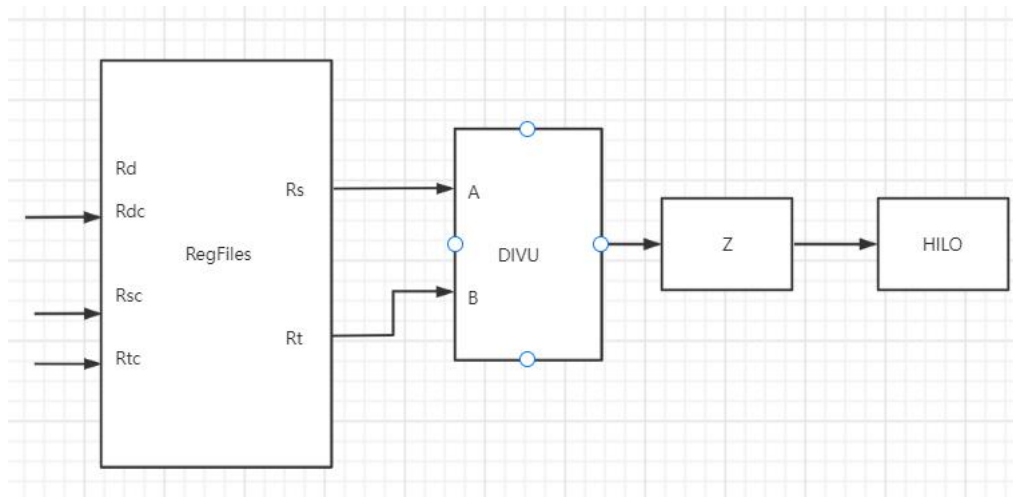 Rd
Rdc
Rsc
Rtc
RegFiles
Rs
Rt
A
B
DIVU
Z
HILO